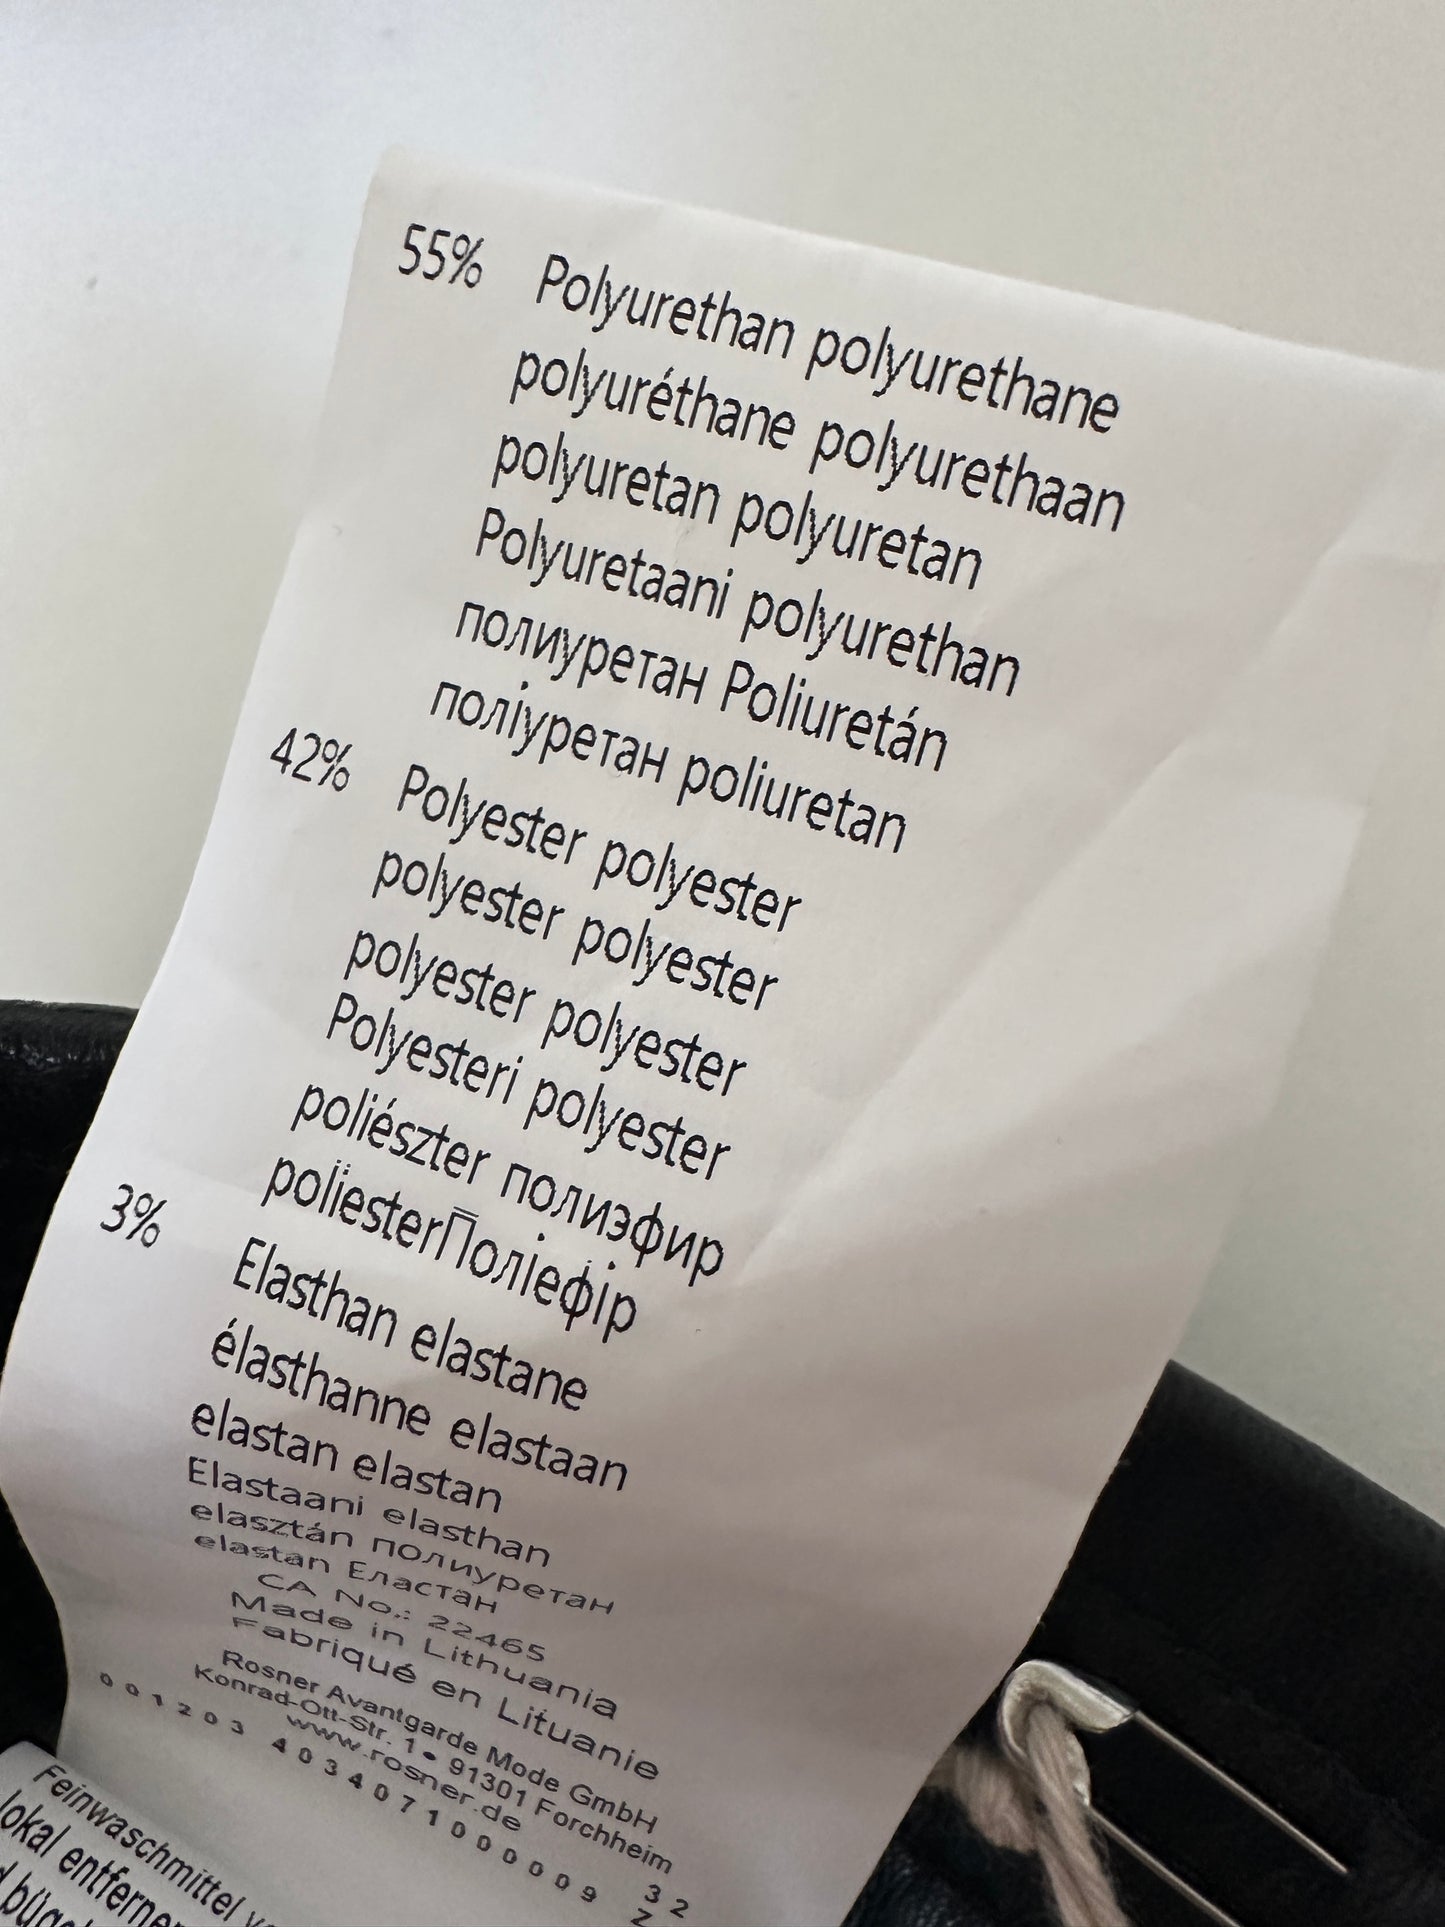 55% Polyurethan polyurethane
polyuréthane polyurethaan
polyuretan polyuretan
Polyuretaani polyurethan
полиуретан Poliuretán
поліуретан poliuretan
42% Polyester polyester
polyester polyester
polyester polyester
Polyesteri polyester
poliészter полиэфир
poliesterПоліефір
3% Elasthan elastane
élasthanne elastaan
elastan elastan
Elastaani elasthan
elasztán полиуретан
elastan Еластан
CA No.: 22465
Made in Lithuania
Fabriqué en Lituanie
Rosner Avantgarde Mode GmbH
Konrad-Ott-Str. 1 • 91301 Forchheim
www.rosner.de
001203 4034071000009 32
Z
Feinwaschmittel
lokal entfernen